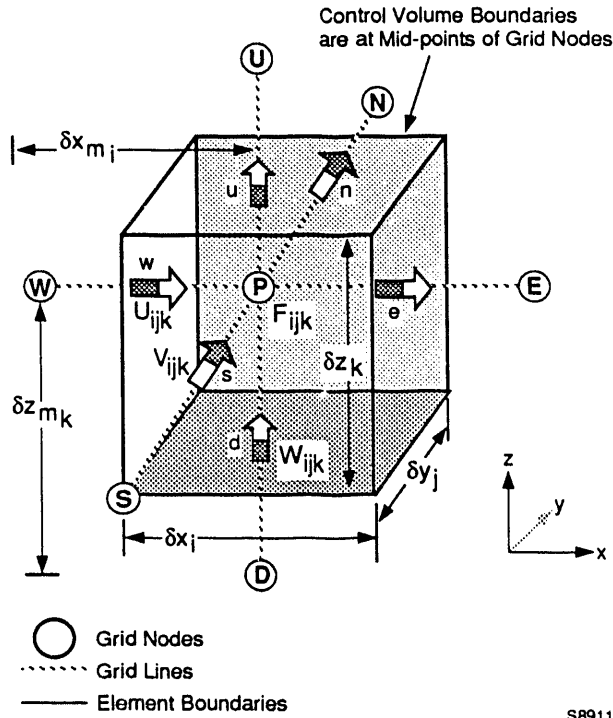 Control Volume Boundaries
are at Mid-points of Grid Nodes
U
N
δx m i
u
n
w
W
P
E
U ijk
F ijk
e
V ijk
s
δz k
δz m k
d
W ijk
δy j
S
z
y
x
δx i
D
Grid Nodes
Grid Lines
Element Boundaries
S8911